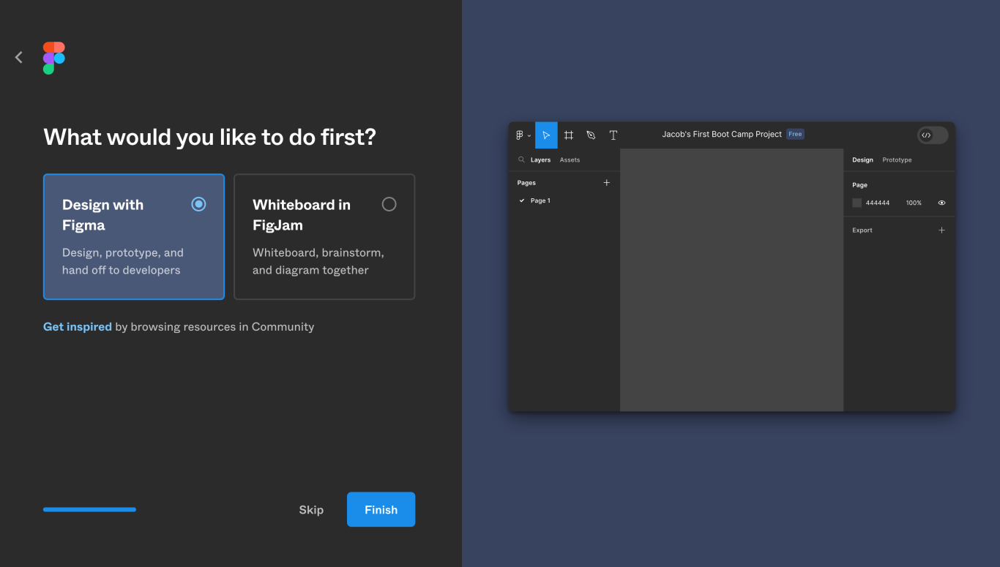 What would you like to do first?
Design with
Figma
Design, prototype, and
hand off to developers
Whiteboard in
FigJam
Whiteboard, brainstorm,
and diagram together
Get inspired by browsing resources in Community
Skip
Finish
T
Jacob's First Boot Camp Project Free
</>
Layers Assets
Pages
Page 1
Design Prototype
Page
444444 100%
Export